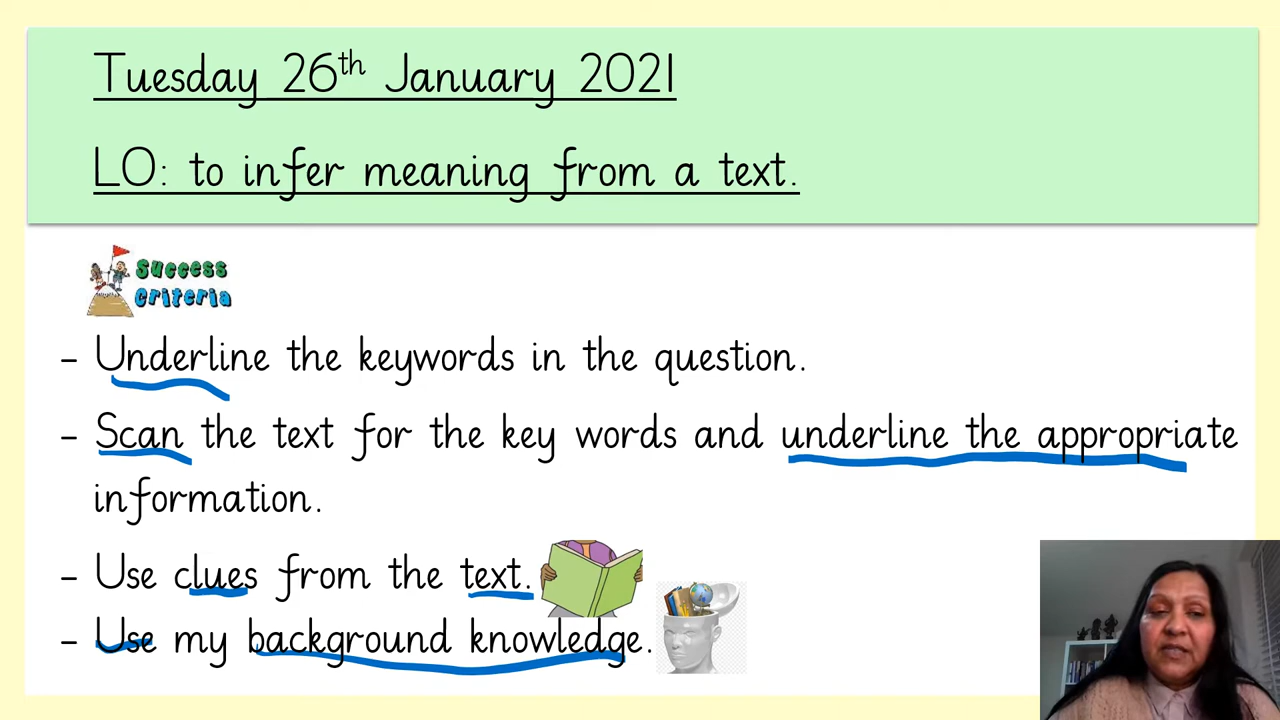 Tuesday 26th January 2021
LO: to infer meaning from a text.
Success
Criteria
- Underline the keywords in the question.
- Scan the text for the key words and underline the appropriate
information.
- Use clues from the text.
- Use my background knowledge.